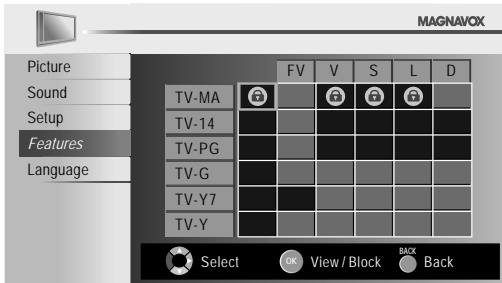 MAGNAVOX
Picture
Sound
Setup
Features
Language
FV V S L D
TV-MA
TV-14
TV-PG
TV-G
TV-Y7
TV-Y
Select OK View / Block BACK Back